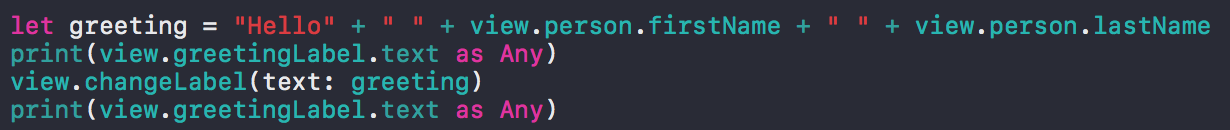 let greeting = "Hello" + " " + view.person.firstName + " " + view.person.lastName
print(view.greetingLabel.text as Any)
view.changeLabel(text: greeting)
print(view.greetingLabel.text as Any)